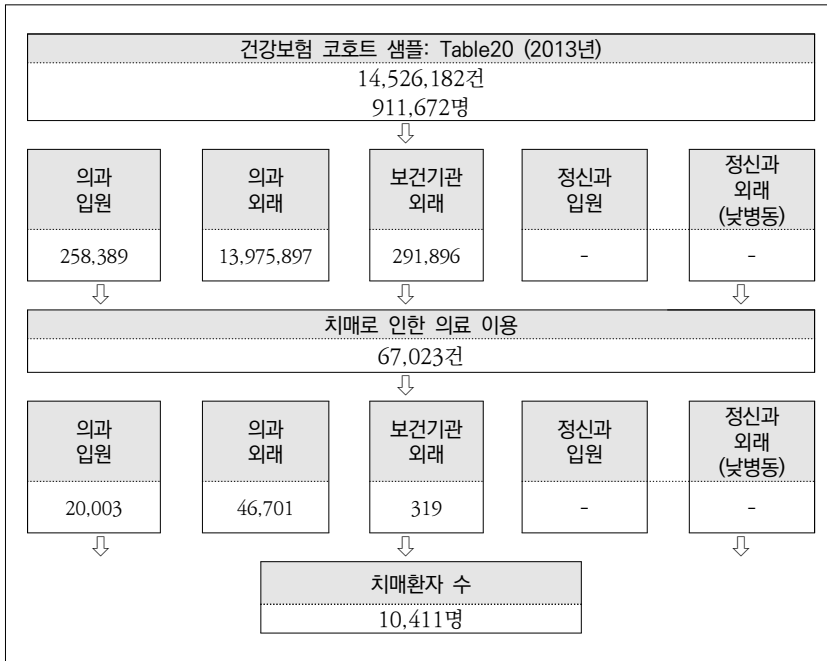 건강보험 코호트 샘플: Table20 (2013년)
14,526,182건
911,672명
의과
입원
의과
외래
보건기관
외래
정신과
입원
정신과
외래
(낮병동)
258,389
13,975,897
291,896
-
-
치매로 인한 의료 이용
67,023건
의과
입원
의과
외래
보건기관
외래
정신과
입원
정신과
외래
(낮병동)
20,003
46,701
319
-
-
치매환자 수
10,411명